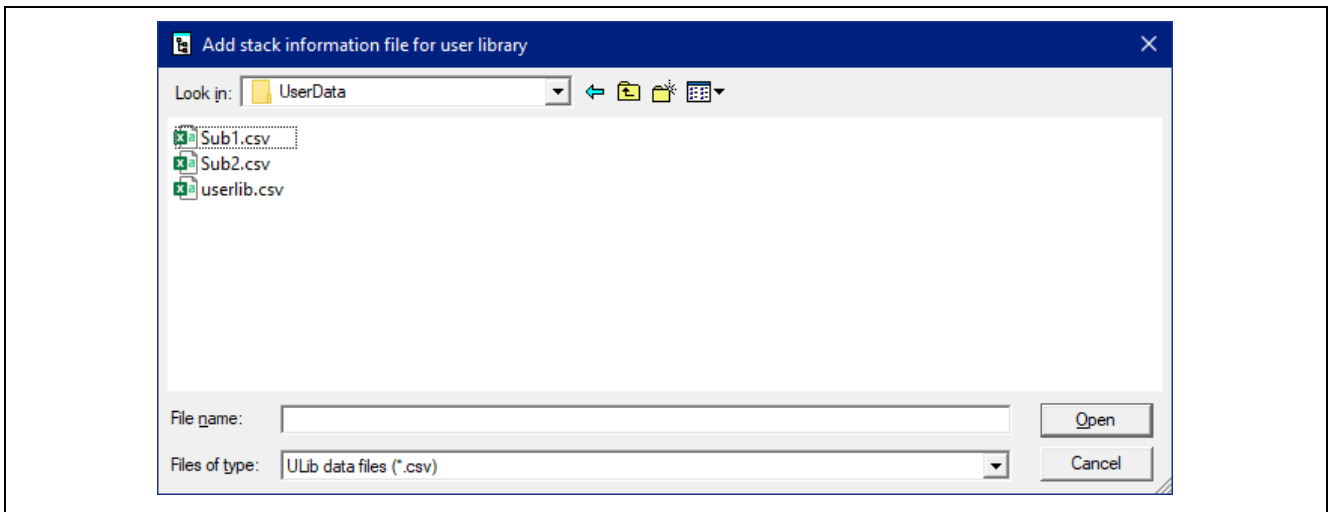 Add stack information file for user library
Look in: UserData
Sub1.csv
Sub2.csv
userlib.csv
File name:
Open
Files of type: ULib data files (*.csv)
Cancel